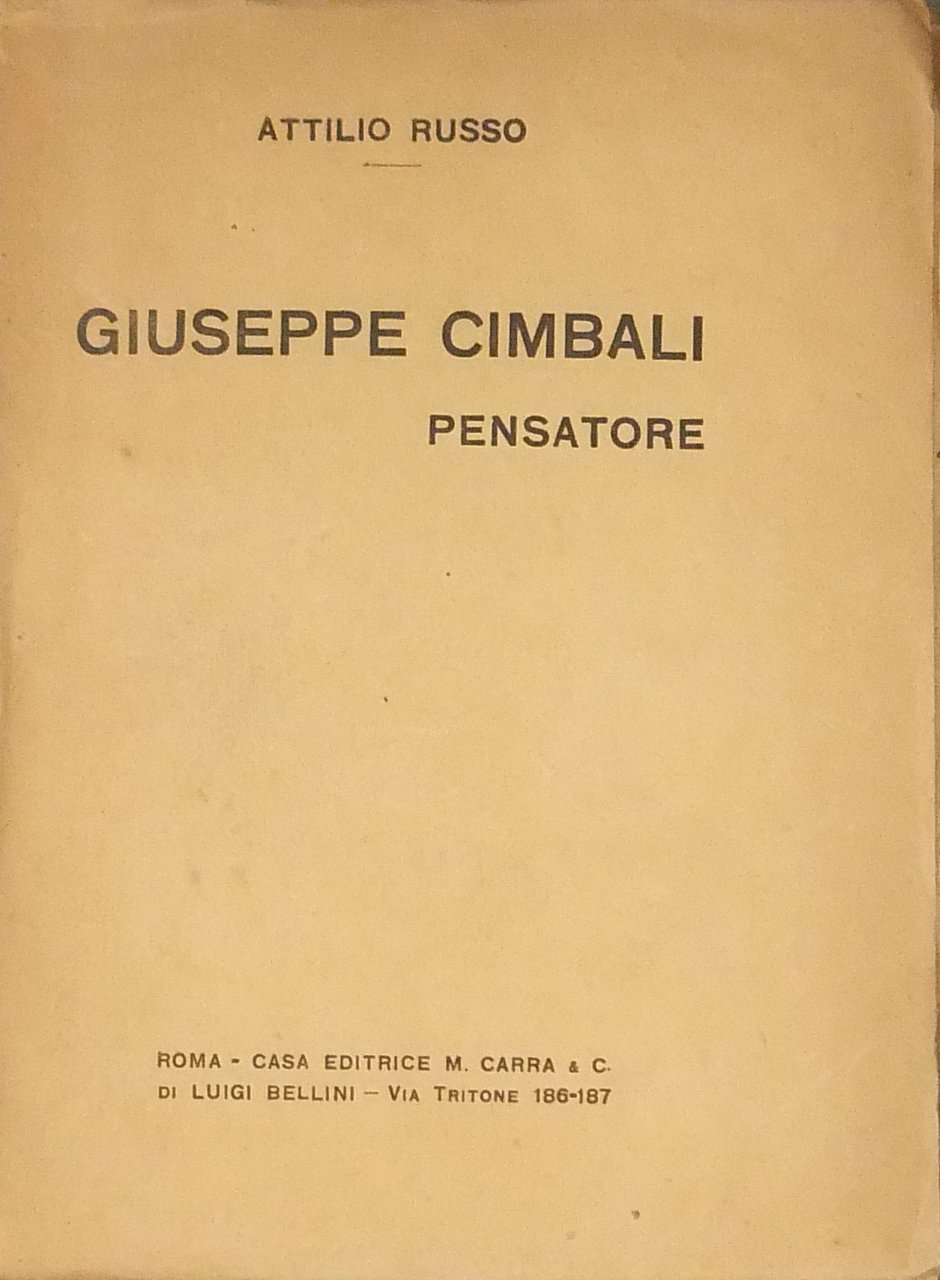 ATTILIO RUSSO
GIUSEPPE CIMBALI
PENSATORE
ROMA - CASA EDITRICE M. CARRA & C.
DI LUIGI BELLINI — VIA TRITONE 186-187